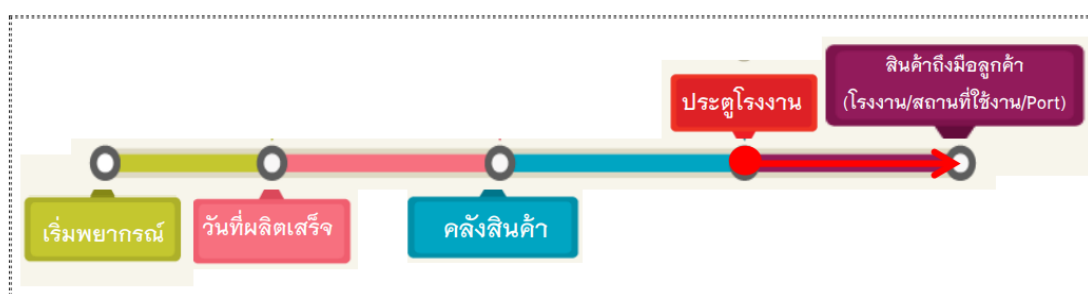 สินค้าถึงมือลูกค้า
(โรงงาน/สถานที่ใช้งาน/Port)
ประตูโรงงาน
เริ่มพยากรณ์
วันที่ผลิตเสร็จ
คลังสินค้า